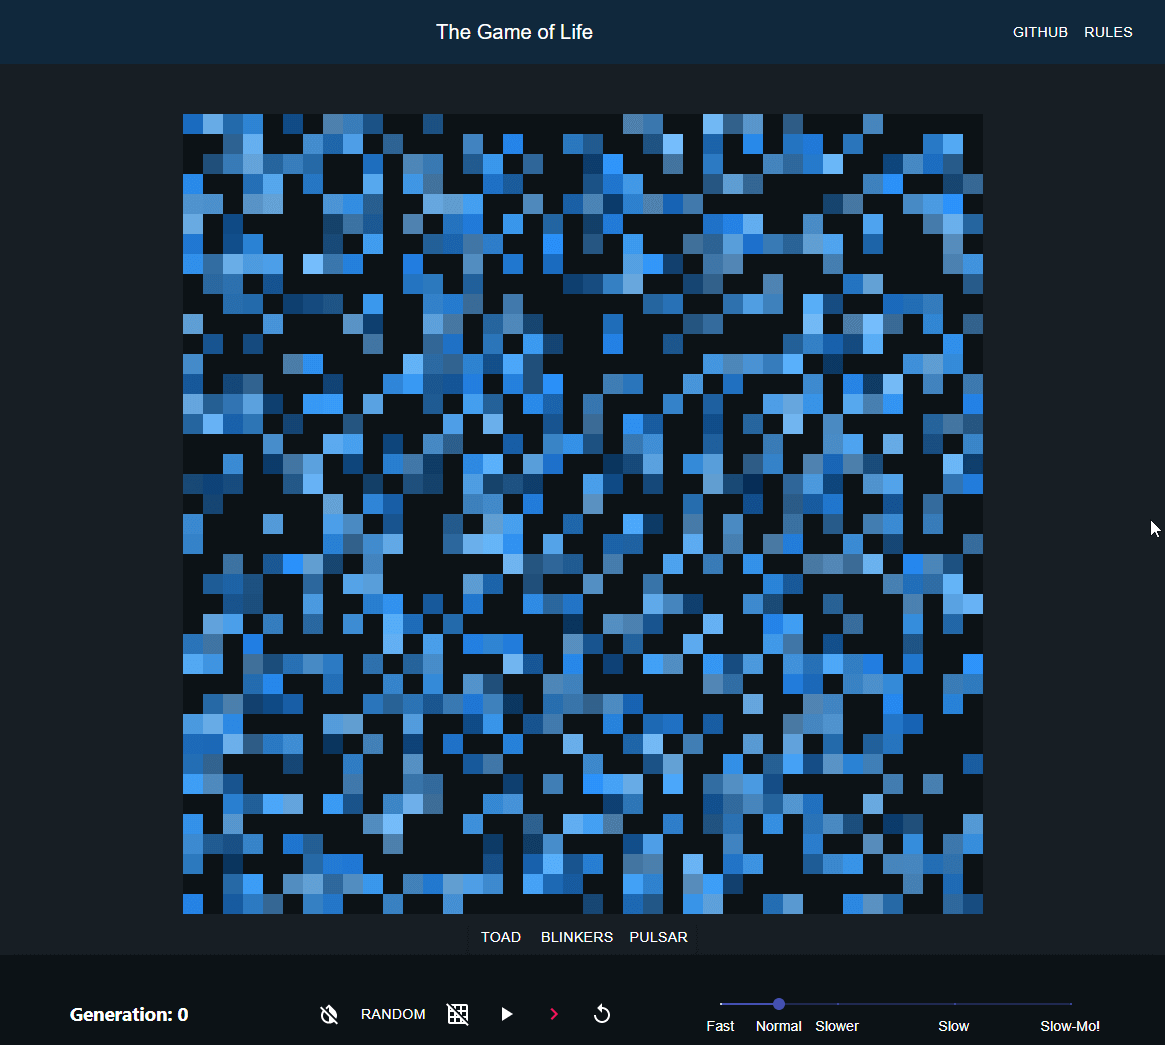 The Game of Life
GITHUB RULES
TOAD BLINKERS PULSAR
Generation: 0
RANDOM
Fast Normal Slower Slow Slow-Mo!